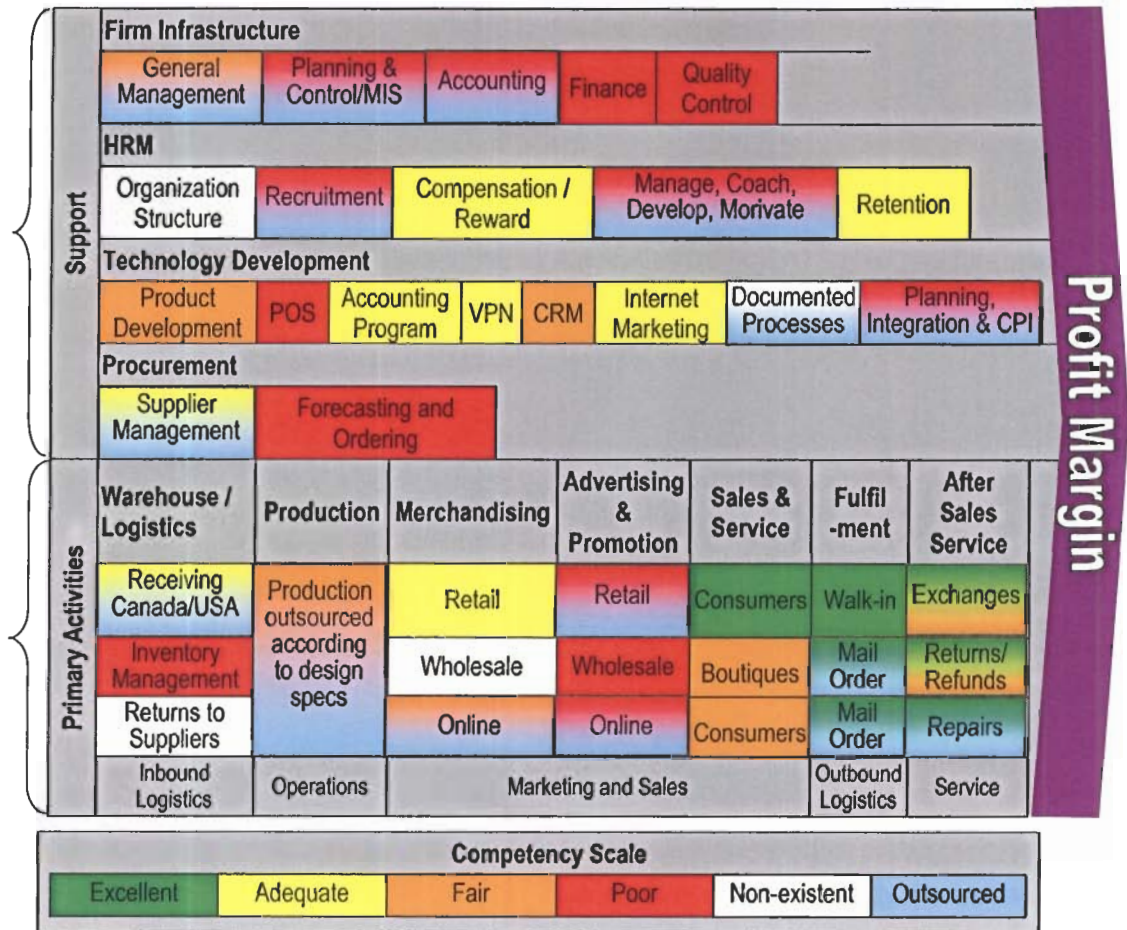 Firm Infrastructure
General
Management
Planning &
Control/MIS
Accounting
Finance
Quality
Control
HRM
Organization
Structure
Recruitment
Compensation /
Reward
Manage, Coach,
Develop, Morivate
Retention
Technology Development
Product
Development
POS
Accounting
Program
VPN
CRM
Internet
Marketing
Documented
Processes
Planning,
Integration & CPI
Procurement
Supplier
Management
Forecasting and
Ordering
Support
Warehouse /
Logistics
Production
Merchandising
Advertising
&
Promotion
Sales &
Service
Fulfil
-ment
After
Sales
Service
Receiving
Canada/USA
Production
outsourced
according
to design
specs
Retail
Retail
Consumers
Walk-in
Exchanges
Inventory
Management
Wholesale
Wholesale
Boutiques
Mail
Order
Returns/
Refunds
Returns to
Suppliers
Online
Online
Consumers
Mail
Order
Repairs
Primary Activities
Inbound
Logistics
Operations
Marketing and Sales
Outbound
Logistics
Service
Profit Margin
Competency Scale
Excellent
Adequate
Fair
Poor
Non-existent
Outsourced